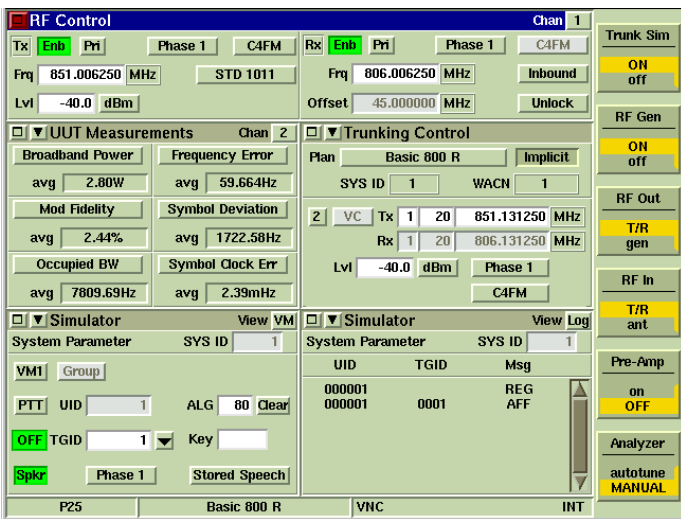 RF Control Chan 1
Tx Enb Pri Phase 1 C4FM
Frq 851.006250 MHz STD 1011
Lvl -40.0 dBm
Rx Enb Pri Phase 1 C4FM
Frq 806.006250 MHz Inbound
Offset 45.000000 MHz Unlock
UUT Measurements Chan 2
Broadband Power Frequency Error
avg 2.80W avg 59.664Hz
Mod Fidelity Symbol Deviation
avg 2.44% avg 1722.58Hz
Occupied BW Symbol Clock Err
avg 7809.69Hz avg 2.39mHz
Trunking Control
Plan Basic 800 R Implicit
SYS ID 1 WACN 1
2 VC Tx 1 20 851.131250 MHz
Rx 1 20 806.131250 MHz
Lvl -40.0 dBm Phase 1
C4FM
Simulator View VM
System Parameter SYS ID 1
VM1 Group
PTT UID 1 ALG 80 Clear
OFF TGID 1 Key
Spkr Phase 1 Stored Speech
Simulator View Log
System Parameter SYS ID 1
UID TGID Msg
000001 REG
000001 0001 AFF
P25 Basic 800 R VNC INT
Trunk Sim
ON
off
RF Gen
ON
off
RF Out
T/R
gen
RF In
T/R
ant
Pre-Amp
on
OFF
Analyzer
autotune
MANUAL